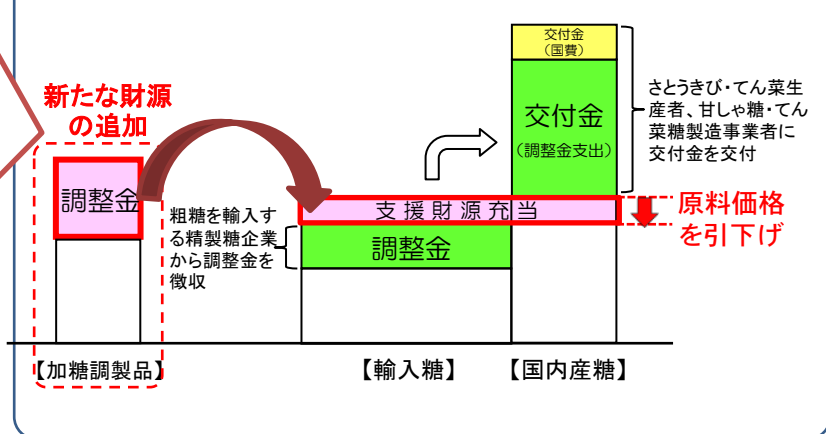 新たな財源
の追加
調整金
粗糖を輸入す
る精製糖企業
から調整金を
徴収
支援財源充当
調整金
交付金
（国費）
交付金
（調整金支出）
さとうきび・てん菜生
産者、甘しゃ糖・てん
菜糖製造事業者に
交付金を交付
原料価格
を引下げ
【加糖調製品】
【輸入糖】
【国内産糖】